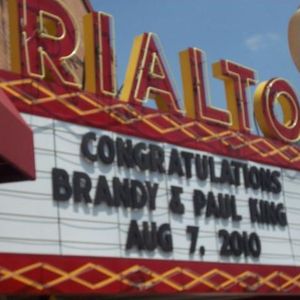 RIALTO
CONGRATULATIONS
BRANDY & PAUL KING
AUG 7, 2010